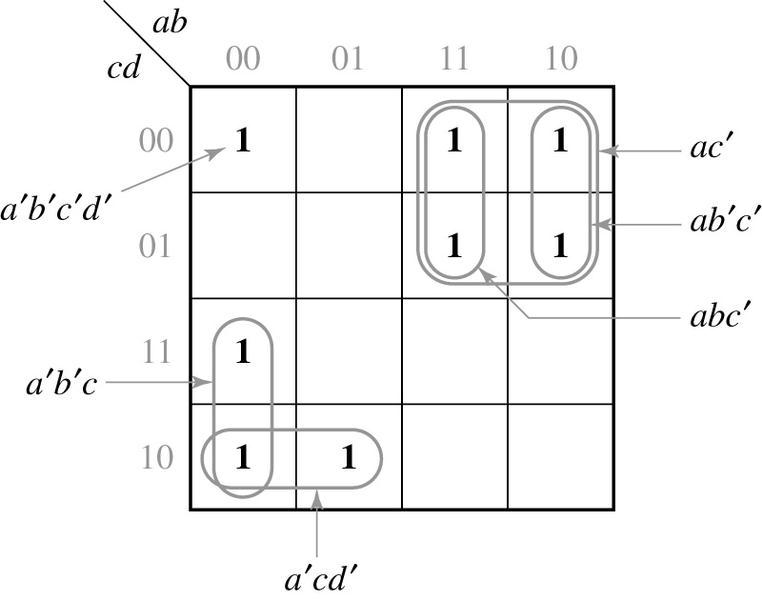 ab
cd
00 01 11 10
00 1 1 1 ac′
a′b′c′d′
ab′c′
01 1 1
abc′
11 1
a′b′c
10 1 1
a′cd′